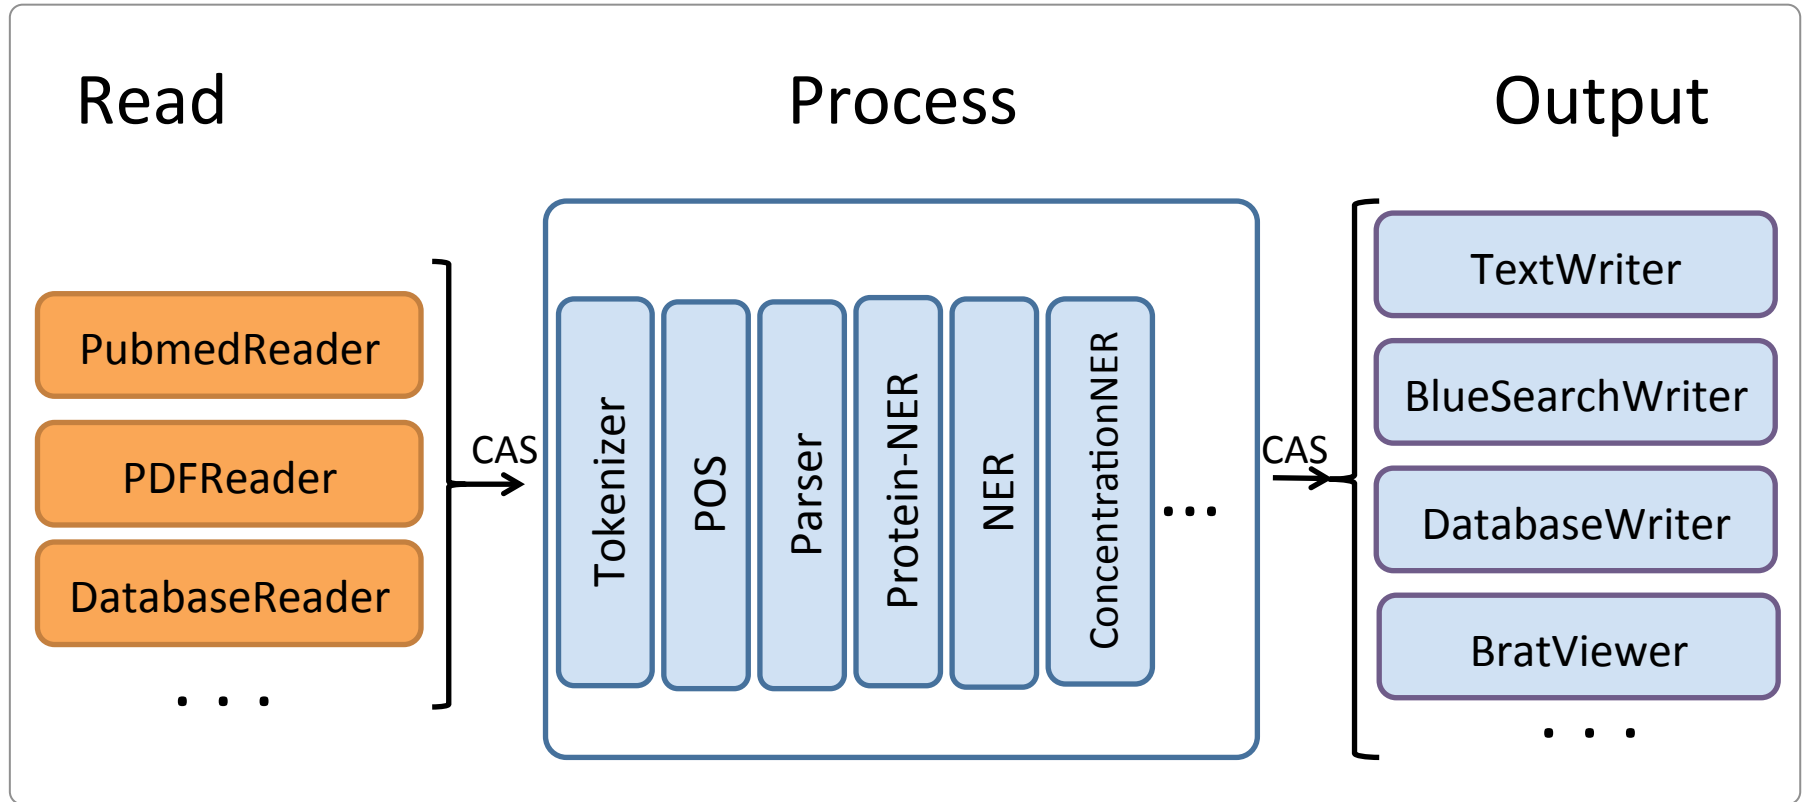 Read
Process
Output
PubmedReader
PDFReader
DatabaseReader
. . .
CAS
Tokenizer
POS
Parser
Protein-NER
NER
ConcentrationNER
...
CAS
TextWriter
BlueSearchWriter
DatabaseWriter
BratViewer
. . .